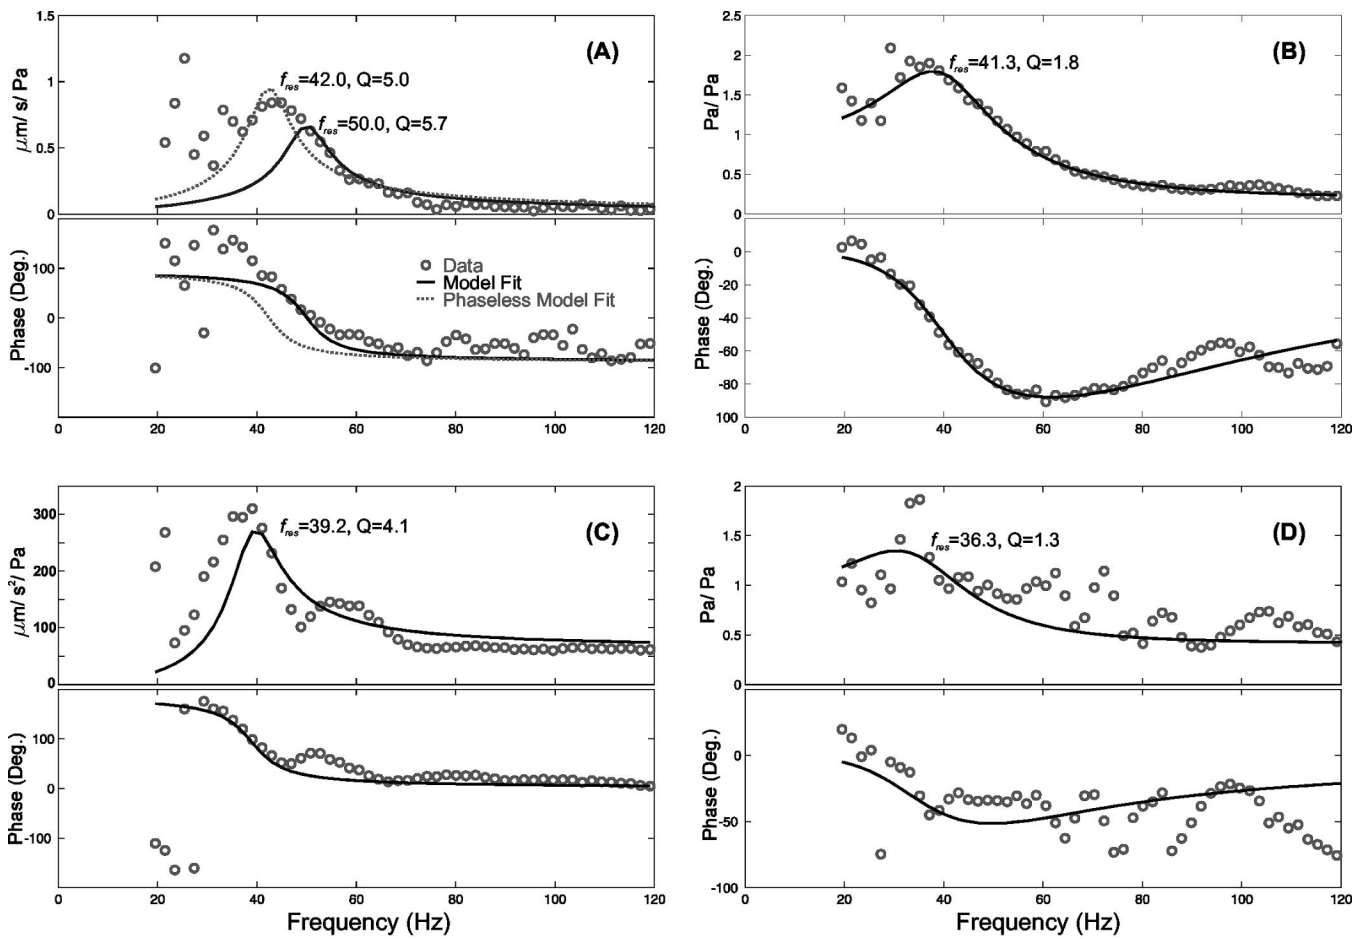 1.5
1
0.5
0
μm/ s/ Pa
(A)
f_res=42.0, Q=5.0
f_res=50.0, Q=5.7
100
0
-100
Phase (Deg.)
Data
Model Fit
Phaseless Model Fit
0 20 40 60 80 100 120
2.5
2
1.5
1
0.5
0
Pa/ Pa
(B)
f_res=41.3, Q=1.8
0
-20
-40
-60
-80
100
Phase (Deg.)
0 20 40 60 80 100 120
300
200
100
0
μm/ s²/ Pa
(C)
f_res=39.2, Q=4.1
100
0
-100
Phase (Deg.)
0 20 40 60 80 100 120
Frequency (Hz)
2
1.5
1
0.5
0
Pa/ Pa
(D)
f_res=36.3, Q=1.3
0
-50
-100
Phase (Deg.)
0 20 40 60 80 100 120
Frequency (Hz)